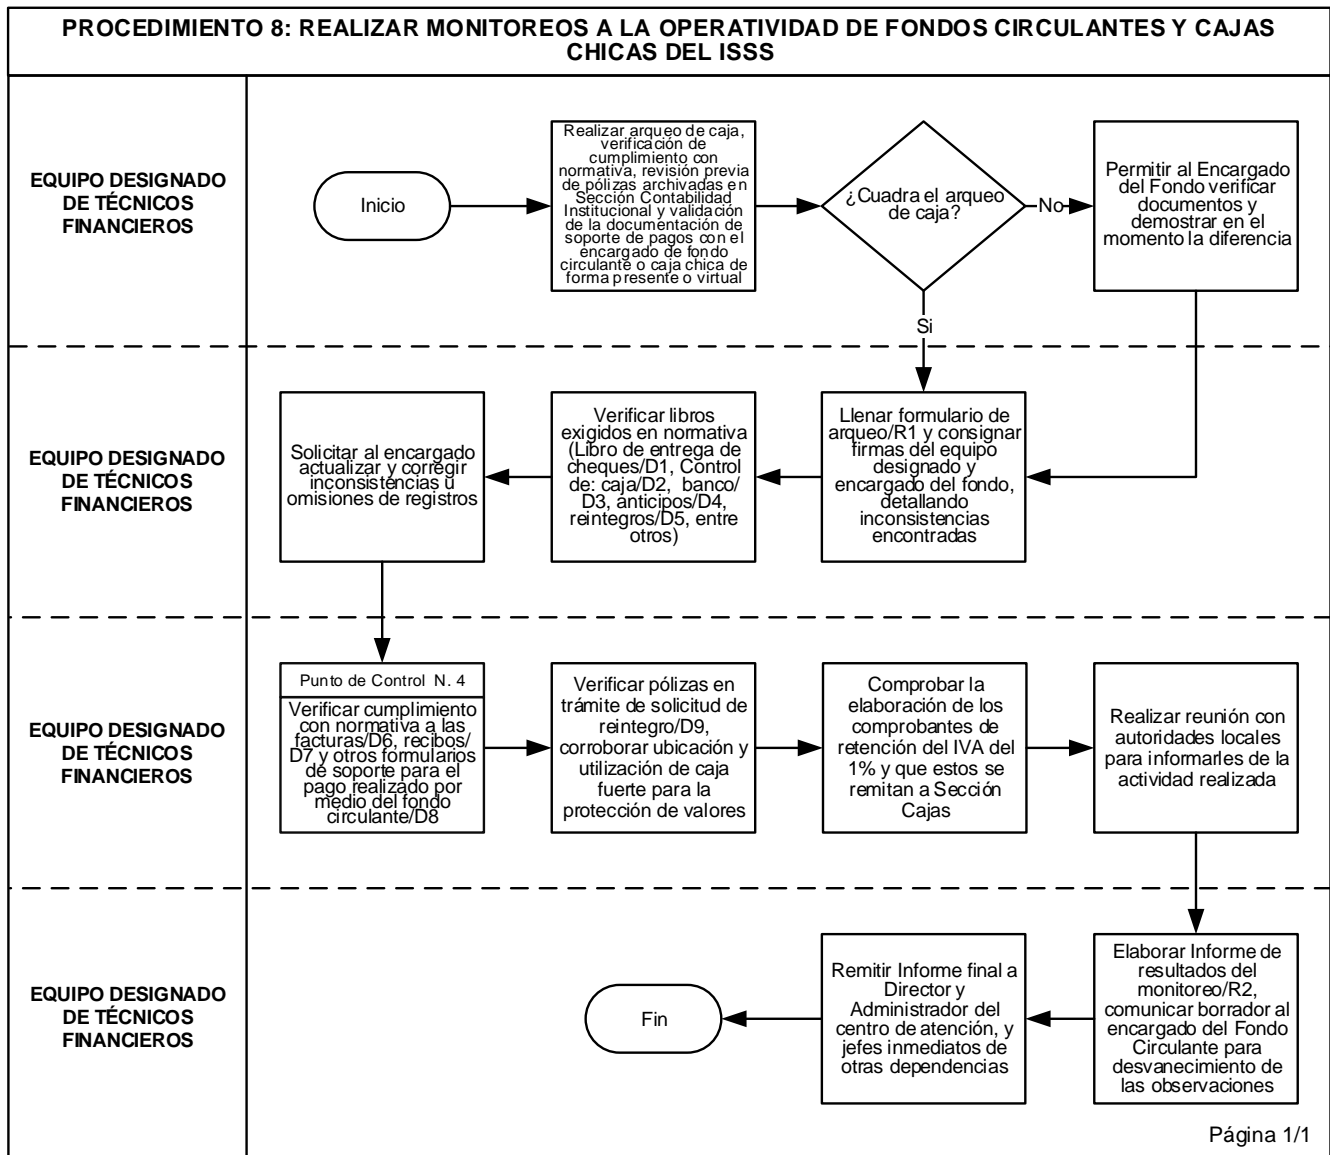 PROCEDIMIENTO 8: REALIZAR MONITOREOS A LA OPERATIVIDAD DE FONDOS CIRCULANTES Y CAJAS
CHICAS DEL ISSS
EQUIPO DESIGNADO
DE TÉCNICOS
FINANCIEROS
Inicio
Realizar arqueo de caja,
verificación de
cumplimiento con
normativa, revisión previa
de pólizas archivadas en
Sección Contabilidad
Institucional y validación
de la documentación de
soporte de pagos con el
encargado de fondo
circulante o caja chica de
forma presente o virtual
¿Cuadra el arqueo
de caja?
No
Permitir al Encargado
del Fondo verificar
documentos y
demostrar en el
momento la diferencia
Si
EQUIPO DESIGNADO
DE TÉCNICOS
FINANCIEROS
Solicitar al encargado
actualizar y corregir
inconsistencias u
omisiones de registros
Verificar libros
exigidos en normativa
(Libro de entrega de
cheques/D1, Control
de: caja/D2, banco/
D3, anticipos/D4,
reintegros/D5, entre
otros)
Llenar formulario de
arqueo/R1 y consignar
firmas del equipo
designado y
encargado del fondo,
detallando
inconsistencias
encontradas
EQUIPO DESIGNADO
DE TÉCNICOS
FINANCIEROS
Punto de Control N. 4
Verificar cumplimiento
con normativa a las
facturas/D6, recibos/
D7 y otros formularios
de soporte para el
pago realizado por
medio del fondo
circulante/D8
Verificar pólizas en
trámite de solicitud de
reintegro/D9,
corroborar ubicación y
utilización de caja
fuerte para la
protección de valores
Comprobar la
elaboración de los
comprobantes de
retención del IVA del
1% y que estos se
remitan a Sección
Cajas
Realizar reunión con
autoridades locales
para informarles de la
actividad realizada
EQUIPO DESIGNADO
DE TÉCNICOS
FINANCIEROS
Fin
Remitir Informe final a
Director y
Administrador del
centro de atención, y
jefes inmediatos de
otras dependencias
Elaborar Informe de
resultados del
monitoreo/R2,
comunicar borrador al
encargado del Fondo
Circulante para
desvanecimiento de
las observaciones
Página 1/1